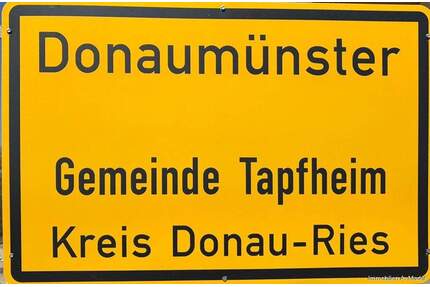 Donaumünster
Gemeinde Tapfheim
Kreis Donau-Ries